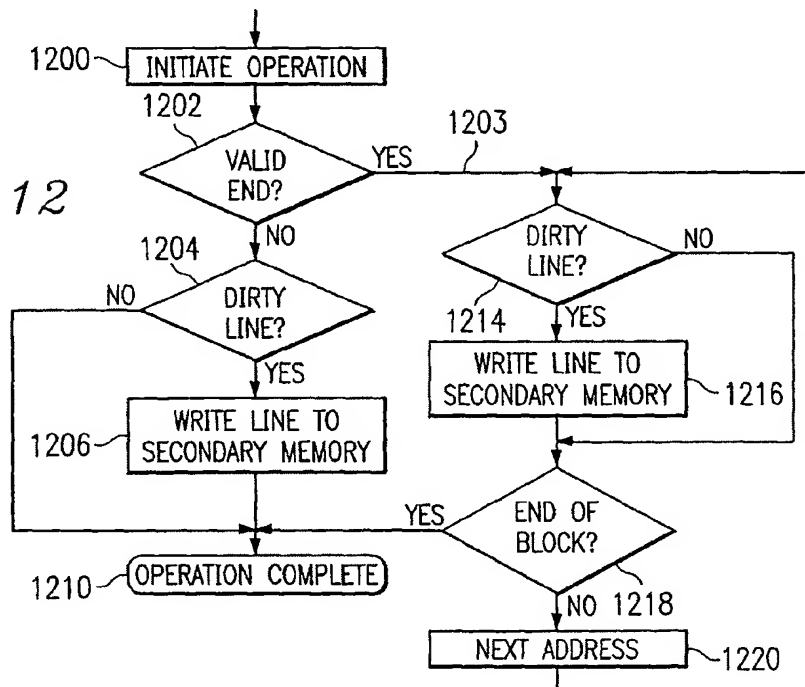 1200
INITIATE OPERATION
1202
VALID
END?
YES
1203
12
NO
1204
DIRTY
LINE?
NO
YES
1206
WRITE LINE TO
SECONDARY MEMORY
1210
OPERATION COMPLETE
DIRTY
LINE?
NO
1214
YES
WRITE LINE TO
SECONDARY MEMORY
1216
END OF
BLOCK?
YES
1218
NO
NEXT ADDRESS
1220